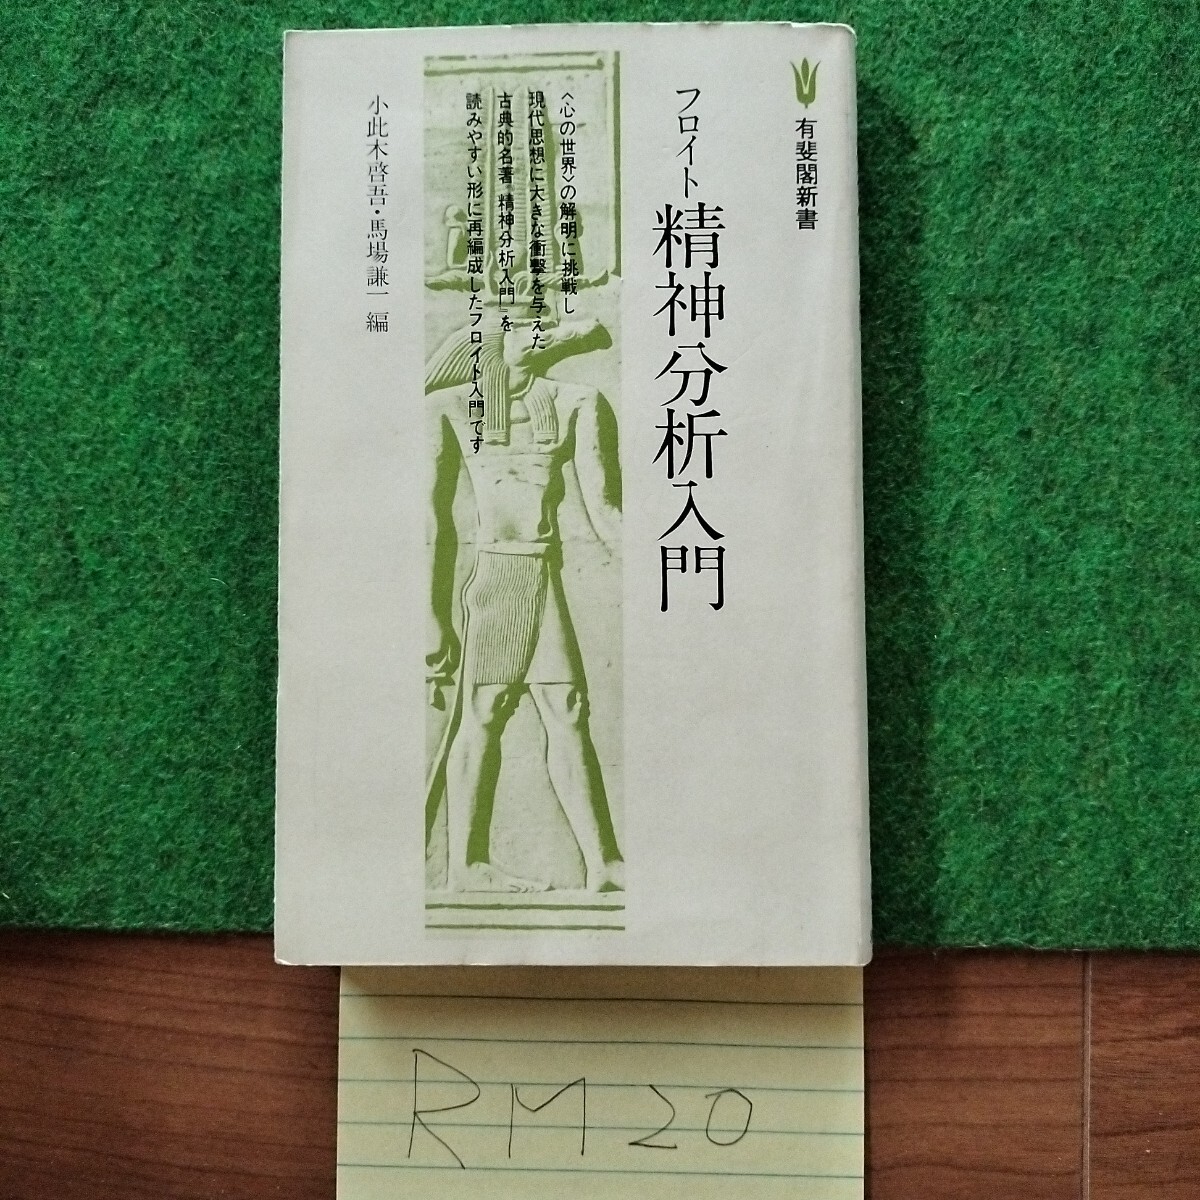 有斐閣新書
フロイト 精神分析入門
〈心の世界〉の解明に挑戦し
現代思想に大きな衝撃を与えた
古典的名著『精神分析入門』を
読みやすい形に再編成したフロイト入門です
小此木啓吾・馬場謙一 編
RM20